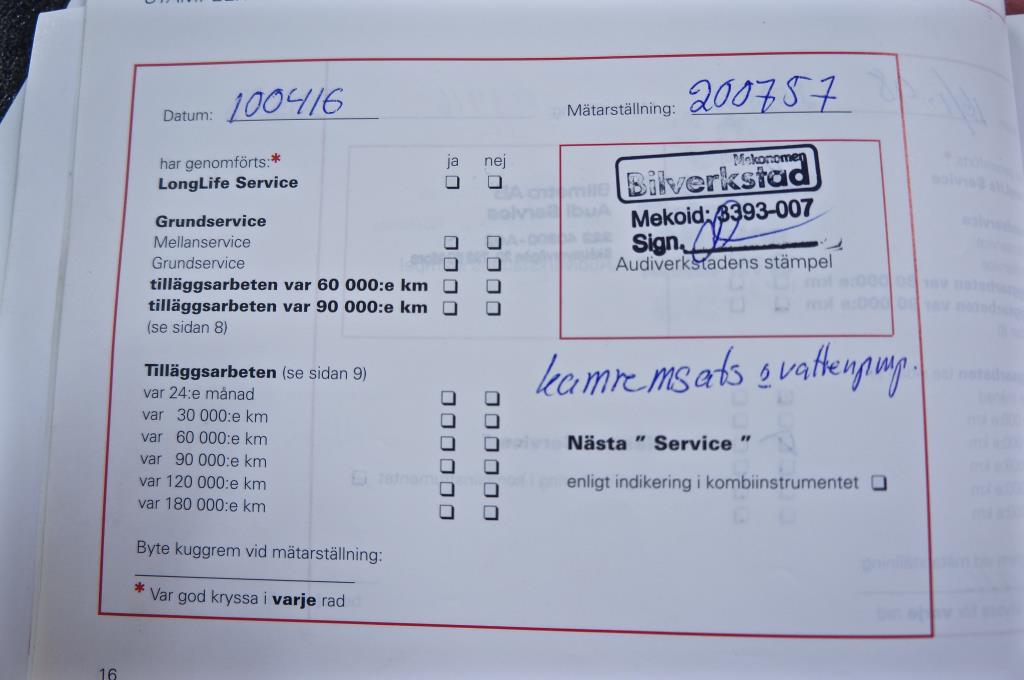 Datum: 100416
Mätarställning: 200757
har genomförts:*
ja nej
LongLife Service
Mekonomen
Bilverkstad
Mekoid: 3393-007
Sign.
Audiverkstadens stämpel
Grundservice
Mellanservice
Grundservice
tilläggsarbeten var 60 000:e km
tilläggsarbeten var 90 000:e km
(se sidan 8)
kamremsats o vattenpump.
Tilläggsarbeten (se sidan 9)
var 24:e månad
var 30 000:e km
var 60 000:e km
var 90 000:e km
var 120 000:e km
var 180 000:e km
Nästa " Service "
enligt indikering i kombiinstrumentet
Byte kuggrem vid mätarställning:
* Var god kryssa i varje rad
16